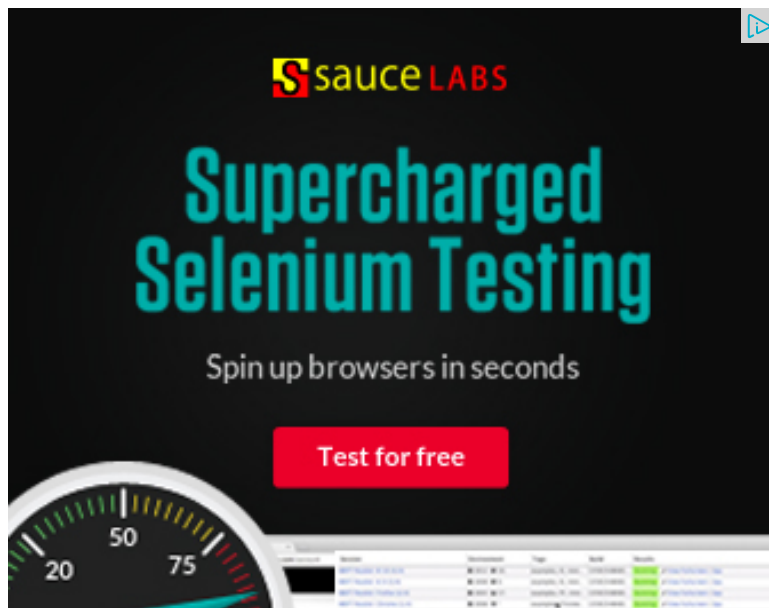 sauce LABS
Supercharged
Selenium Testing
Spin up browsers in seconds
Test for free
50
20
75